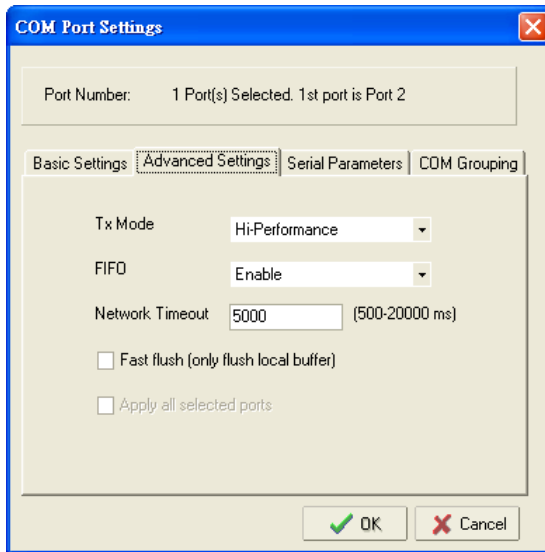 COM Port Settings
Port Number: 1 Port(s) Selected. 1st port is Port 2
Basic Settings Advanced Settings Serial Parameters COM Grouping
Tx Mode Hi-Performance
FIFO Enable
Network Timeout 5000 (500-20000 ms)
Fast flush (only flush local buffer)
Apply all selected ports
OK Cancel